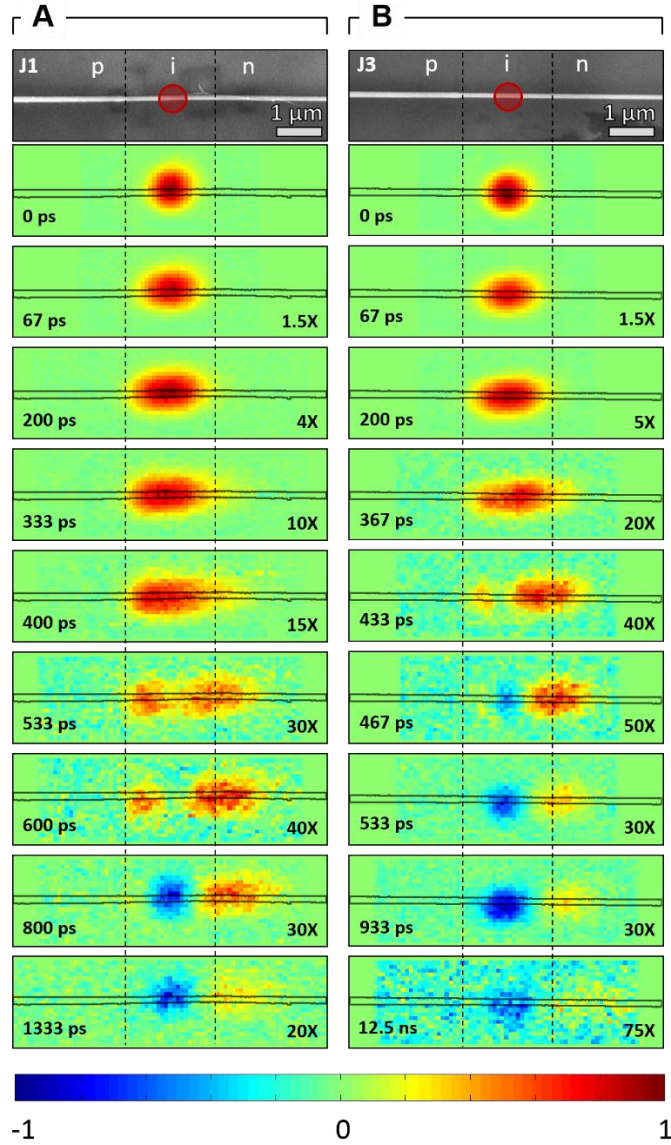 A
J1 p i n
1 μm
0 ps
67 ps 1.5X
200 ps 4X
333 ps 10X
400 ps 15X
533 ps 30X
600 ps 40X
800 ps 30X
1333 ps 20X
B
J3 p i n
1 μm
0 ps
67 ps 1.5X
200 ps 5X
367 ps 20X
433 ps 40X
467 ps 50X
533 ps 30X
933 ps 30X
12.5 ns 75X
-1 0 1